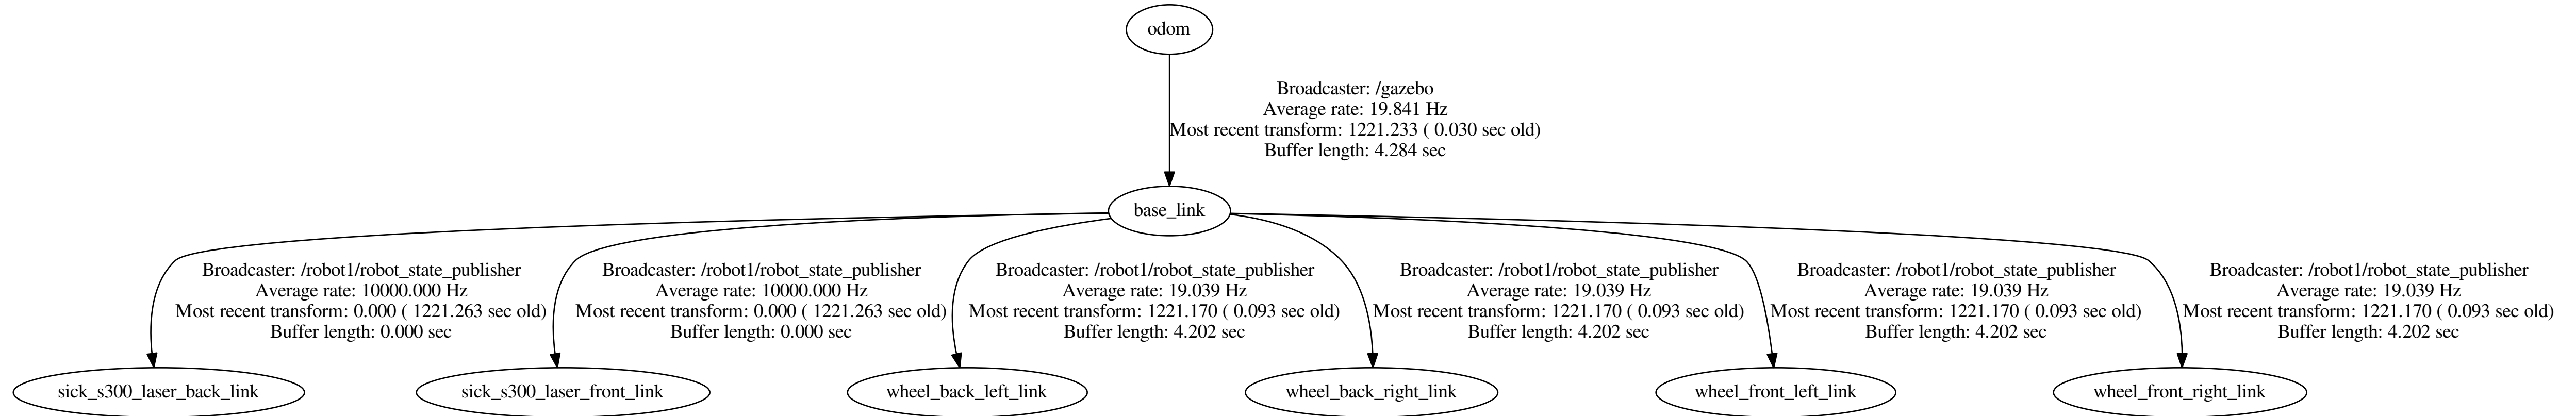 odom
Broadcaster: /gazebo
Average rate: 19.841 Hz
Most recent transform: 1221.233 ( 0.030 sec old)
Buffer length: 4.284 sec
base_link
Broadcaster: /robot1/robot_state_publisher
Average rate: 10000.000 Hz
Most recent transform: 0.000 ( 1221.263 sec old)
Buffer length: 0.000 sec
Broadcaster: /robot1/robot_state_publisher
Average rate: 10000.000 Hz
Most recent transform: 0.000 ( 1221.263 sec old)
Buffer length: 0.000 sec
Broadcaster: /robot1/robot_state_publisher
Average rate: 19.039 Hz
Most recent transform: 1221.170 ( 0.093 sec old)
Buffer length: 4.202 sec
Broadcaster: /robot1/robot_state_publisher
Average rate: 19.039 Hz
Most recent transform: 1221.170 ( 0.093 sec old)
Buffer length: 4.202 sec
Broadcaster: /robot1/robot_state_publisher
Average rate: 19.039 Hz
Most recent transform: 1221.170 ( 0.093 sec old)
Buffer length: 4.202 sec
Broadcaster: /robot1/robot_state_publisher
Average rate: 19.039 Hz
Most recent transform: 1221.170 ( 0.093 sec old)
Buffer length: 4.202 sec
sick_s300_laser_back_link
sick_s300_laser_front_link
wheel_back_left_link
wheel_back_right_link
wheel_front_left_link
wheel_front_right_link